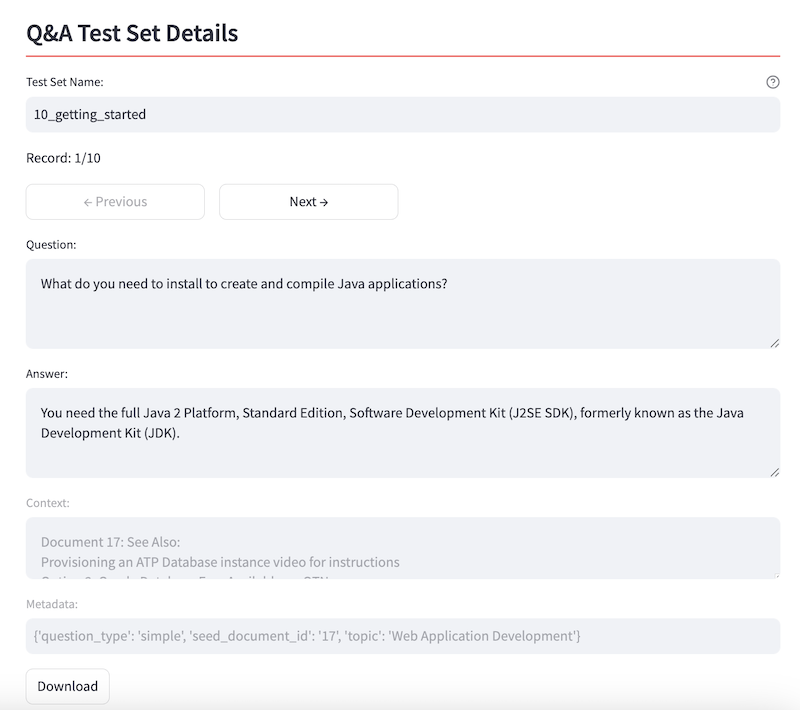 Q&A Test Set Details
Test Set Name:
10_getting_started
Record: 1/10
← Previous
Next →
Question:
What do you need to install to create and compile Java applications?
Answer:
You need the full Java 2 Platform, Standard Edition, Software Development Kit (J2SE SDK), formerly known as the Java
Development Kit (JDK).
Context:
Document 17: See Also:
Provisioning an ATP Database instance video for instructions
Metadata:
{'question_type': 'simple', 'seed_document_id': '17', 'topic': 'Web Application Development'}
Download